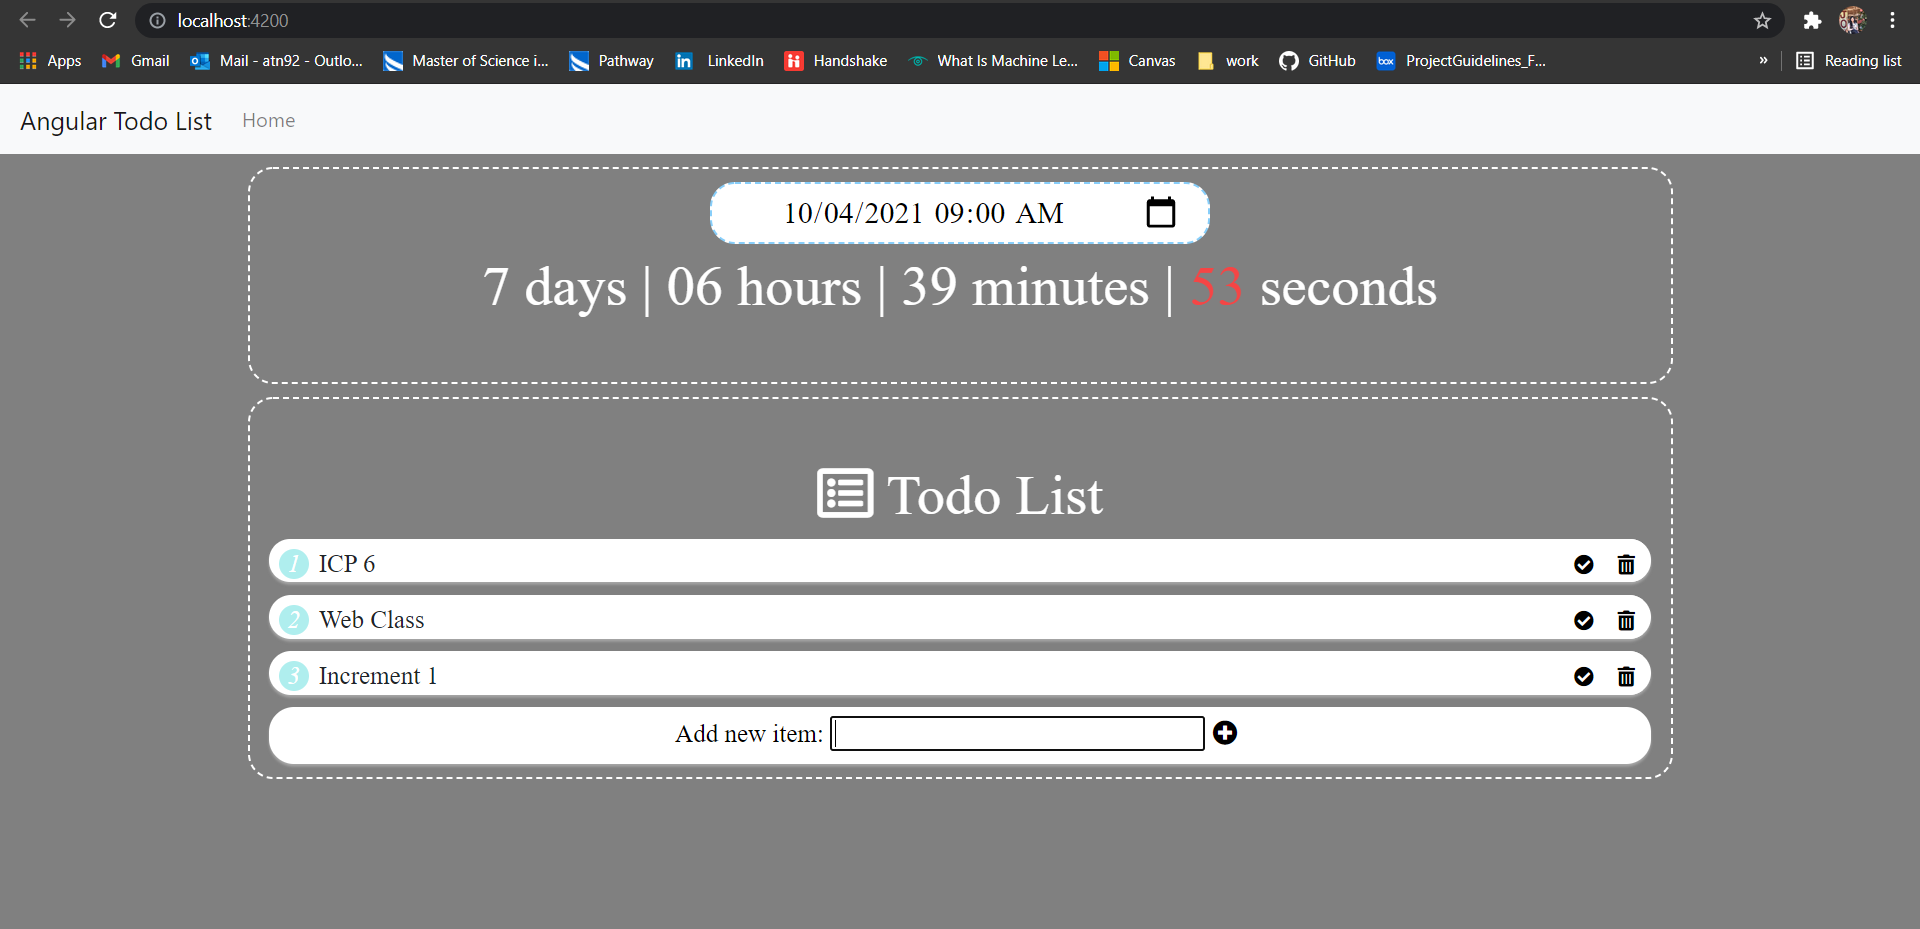 localhost:4200
Apps Gmail Mail - atn92 - Outlo... Master of Science i... Pathway LinkedIn Handshake What Is Machine Le... Canvas work GitHub box ProjectGuidelines_F... » Reading list
Angular Todo List Home
10/04/2021 09:00 AM
7 days | 06 hours | 39 minutes | 53 seconds
Todo List
1 ICP 6
2 Web Class
3 Increment 1
Add new item: